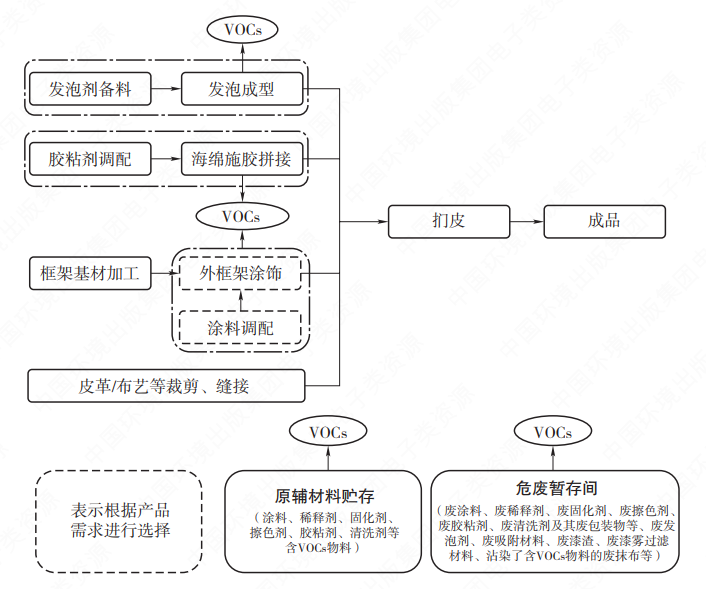 VOCs
发泡剂备料
发泡成型
胶粘剂调配
海绵施胶拼接
VOCs
扪皮
成品
框架基材加工
外框架涂饰
涂料调配
皮革/布艺等裁剪、缝接
VOCs
VOCs
表示根据产品
需求进行选择
原辅材料贮存
（涂料、稀释剂、固化剂、
擦色剂、胶粘剂、清洗剂等
含VOCs物料）
危废暂存间
（废涂料、废稀释剂、废固化剂、废擦色剂、
废胶粘剂、废清洗剂及其废包装物等、废发
泡剂、废吸附材料、废漆渣、废漆雾过滤
材料、沾染了含VOCs物料的废抹布等）